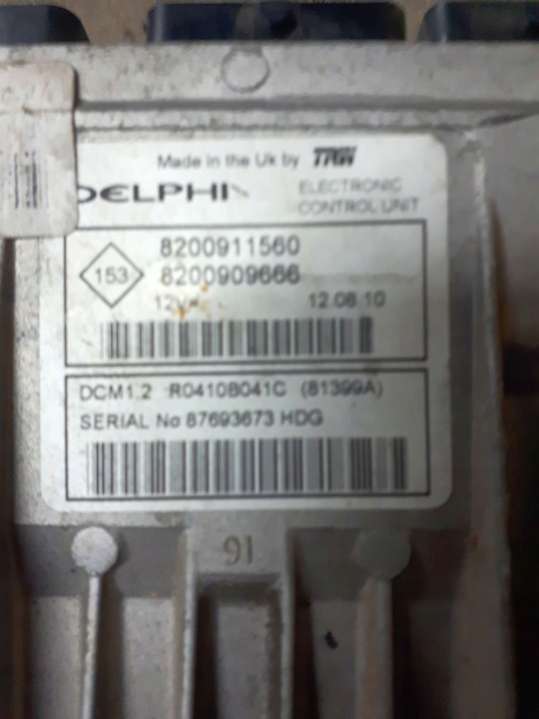 Made in the Uk by TRW
DELPHI
ELECTRONIC
CONTROL UNIT
8200911560
153
8200909666
12V 12.08.10
DCM1.2 R0410B041C (81399A)
SERIAL No 87693673 HDG
91